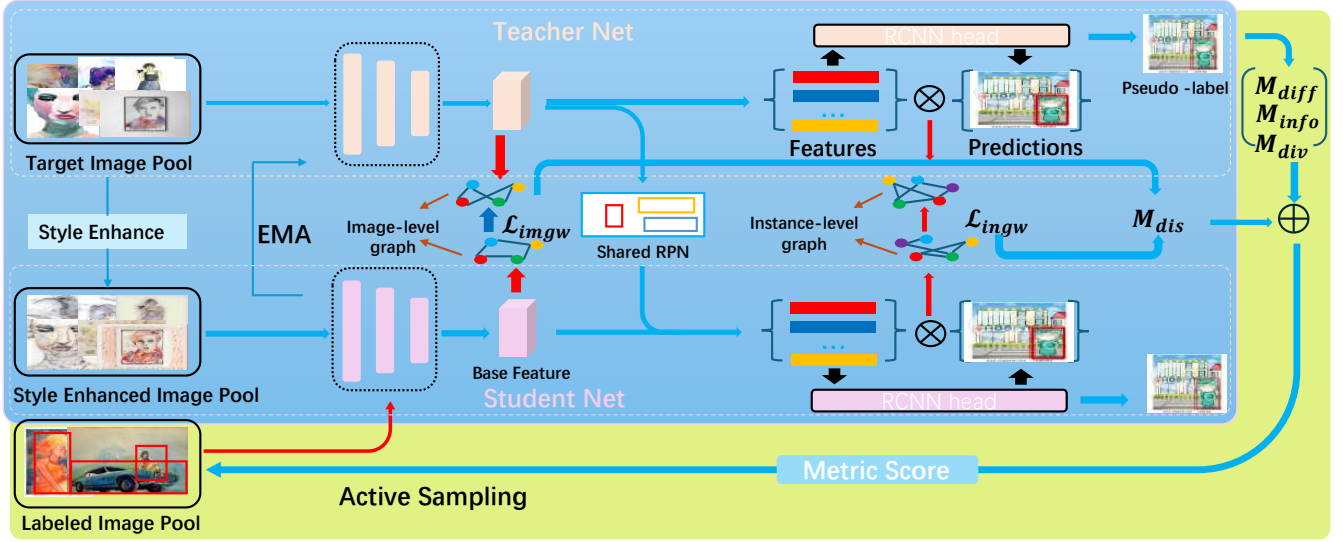 Teacher Net
RCNN head
Pseudo -label
M_diff
M_info
M_div
Target Image Pool
Features
Predictions
...
Style Enhance
EMA
Image-level
graph
L_imgw
Shared RPN
Instance-level
graph
L_ingw
M_dis
Style Enhanced Image Pool
Base Feature
...
Student Net
RCNN head
Metric Score
Active Sampling
Labeled Image Pool